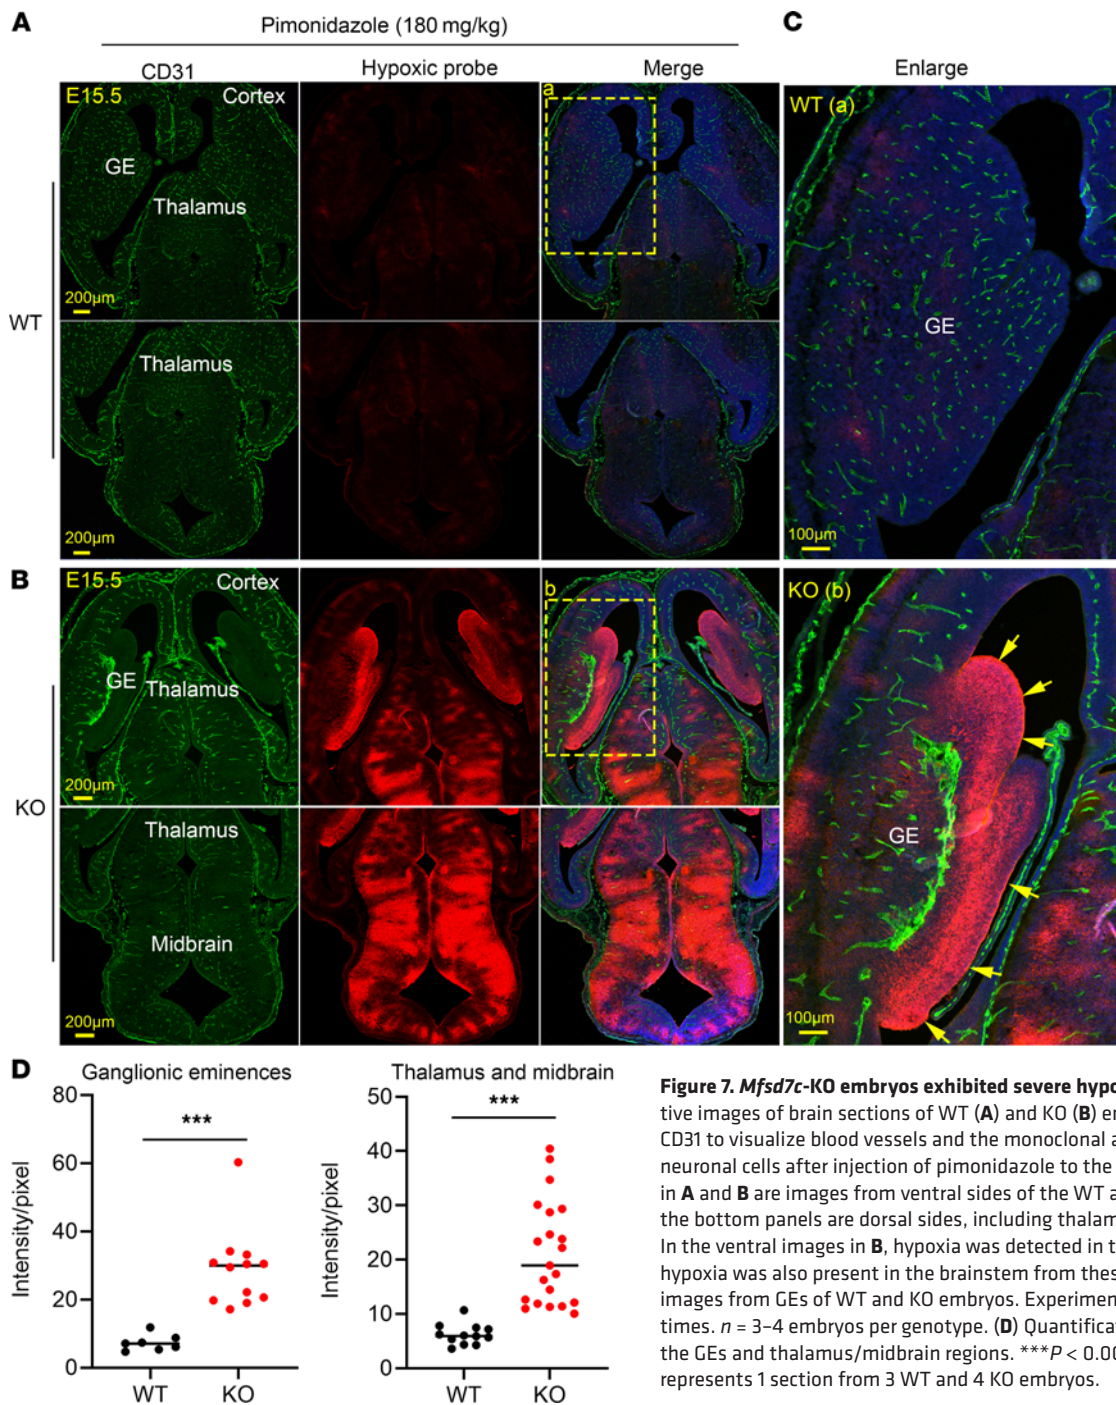 A
Pimonidazole (180 mg/kg)
C
CD31
Hypoxic probe
Merge
Enlarge
E15.5
Cortex
GE
Thalamus
200µm
a
WT (a)
GE
100µm
WT
Thalamus
200µm
B
E15.5
Cortex
GE
Thalamus
200µm
b
KO (b)
GE
100µm
KO
Thalamus
Midbrain
200µm
D
Ganglionic eminences
***
Intensity/pixel
80
60
40
20
0
WT
KO
Thalamus and midbrain
***
Intensity/pixel
50
40
30
20
10
0
WT
KO
Figure 7. Mfsd7c-KO embryos exhibited severe hypo
tive images of brain sections of WT (A) and KO (B) en
CD31 to visualize blood vessels and the monoclonal a
neuronal cells after injection of pimonidazole to the
in A and B are images from ventral sides of the WT a
the bottom panels are dorsal sides, including thalam
In the ventral images in B, hypoxia was detected in t
hypoxia was also present in the brainstem from these
images from GEs of WT and KO embryos. Experimen
times. n = 3–4 embryos per genotype. (D) Quantifica
the GEs and thalamus/midbrain regions. ***P < 0.00
represents 1 section from 3 WT and 4 KO embryos.